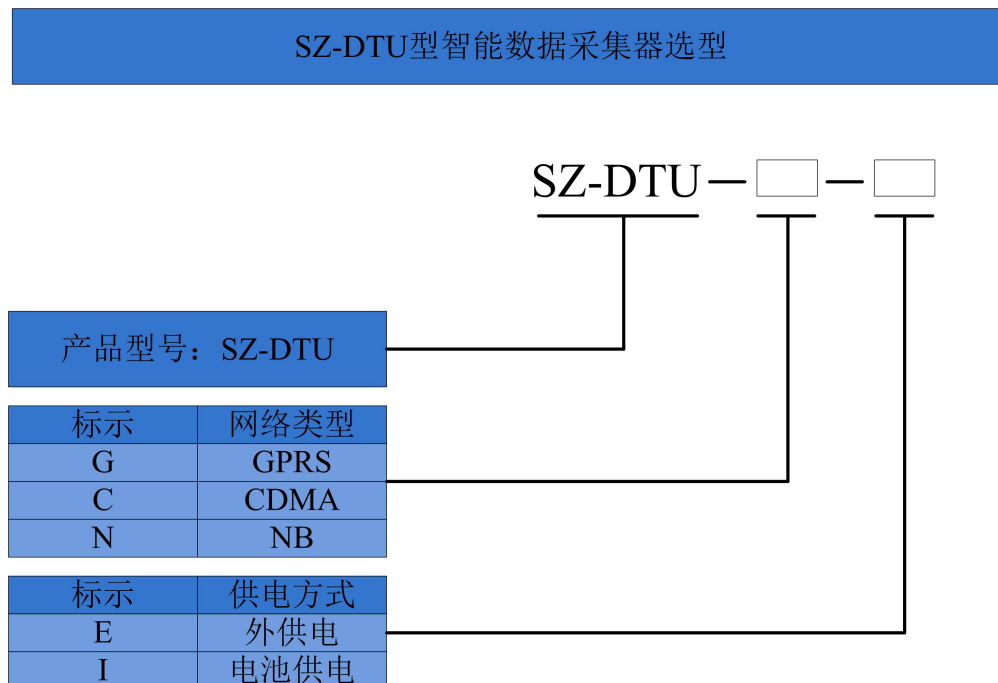 SZ-DTU型智能数据采集器选型
SZ-DTU — □ — □
产品型号：SZ-DTU
标示 网络类型
G GPRS
C CDMA
N NB
标示 供电方式
E 外供电
I 电池供电